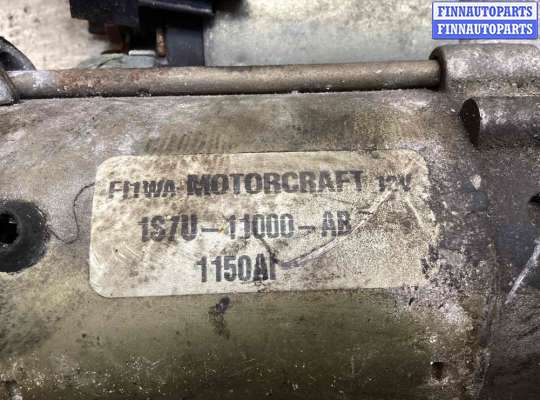 FINNAUTOPARTS
FINNAUTOPARTS
MOTORCRAFT 12V
1S7U-11000-AB
1150A